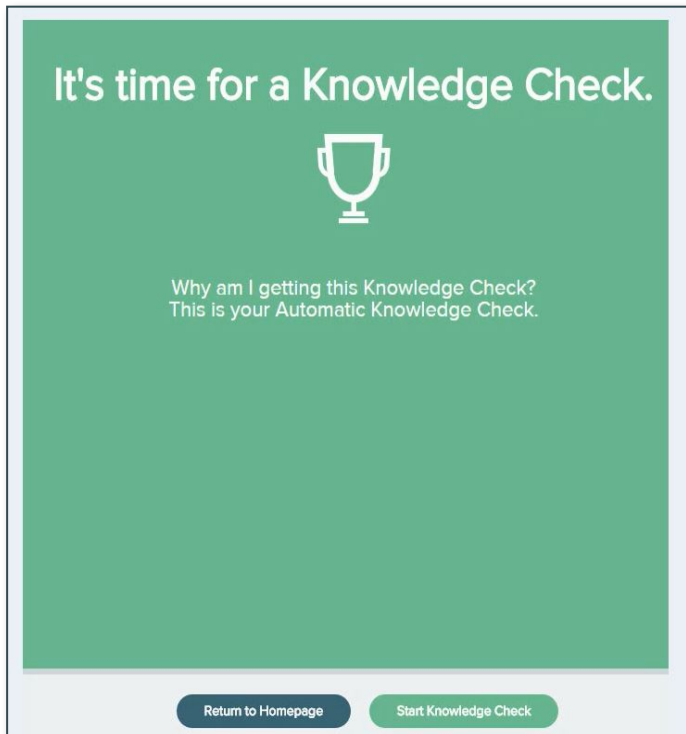 It's time for a Knowledge Check.
Why am I getting this Knowledge Check?
This is your Automatic Knowledge Check.
Return to Homepage
Start Knowledge Check